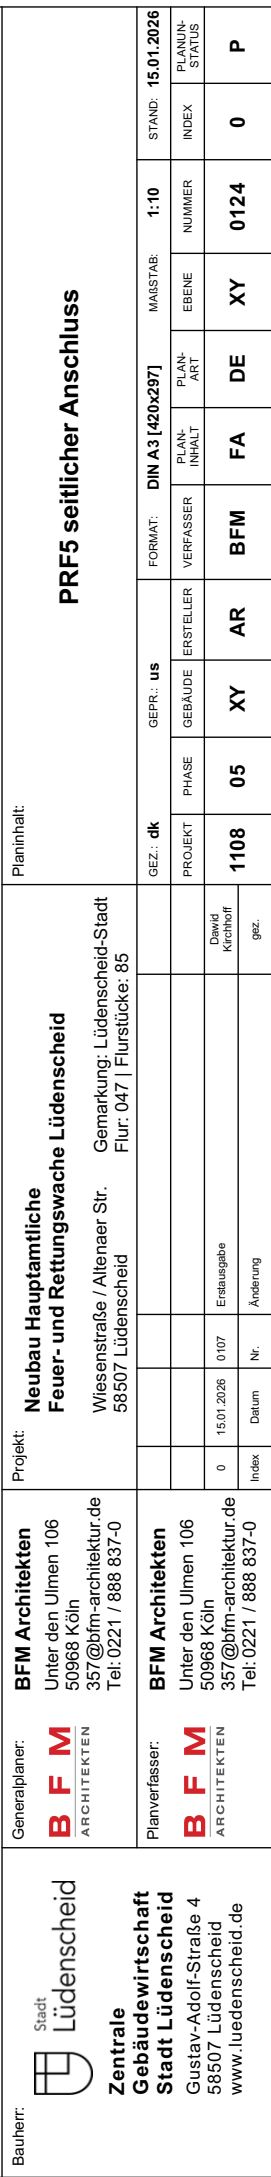 Bauherr:
Stadt
Lüdenscheid
Zentrale
Gebäudewirtschaft
Stadt Lüdenscheid
Gustav-Adolf-Straße 4
58507 Lüdenscheid
www.luedenscheid.de
Generalplaner:
B F M
ARCHITEKTEN
BFM Architekten
Unter den Ulmen 106
50968 Köln
357@bfm-architektur.de
Tel: 0221 / 888 837-0
Planverfasser:
B F M
ARCHITEKTEN
BFM Architekten
Unter den Ulmen 106
50968 Köln
357@bfm-architektur.de
Tel: 0221 / 888 837-0
Projekt:
Neubau Hauptamtliche
Feuer- und Rettungswache Lüdenscheid
Wiesenstraße / Altenaer Str. Gemarkung: Lüdenscheid-Stadt
58507 Lüdenscheid Flur: 047 | Flurstücke: 85
0 15.01.2026 0107 Erstausgabe Dawid
Kirchhoff
Index Datum Nr. Änderung gez.
Planinhalt:
PRF5 seitlicher Anschluss
GEZ.: dk GEPR.: us FORMAT: DIN A3 [420x297] MAßSTAB: 1:10 STAND: 15.01.2026
PROJEKT PHASE GEBÄUDE ERSTELLER VERFASSER PLAN-
INHALT PLAN-
ART EBENE NUMMER INDEX PLANUN-
STATUS
1108 05 XY AR BFM FA DE XY 0124 0 P